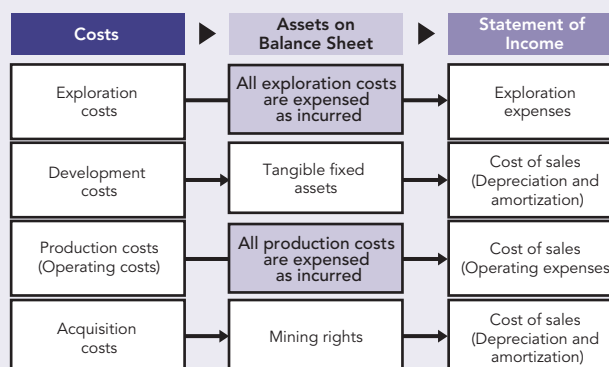 Costs
Assets on
Balance Sheet
Statement of
Income
Exploration
costs
All exploration costs
are expensed
as incurred
Exploration
expenses
Development
costs
Tangible fixed
assets
Cost of sales
(Depreciation and
amortization)
Production costs
(Operating costs)
All production costs
are expensed
as incurred
Cost of sales
(Operating expenses)
Acquisition
costs
Mining rights
Cost of sales
(Depreciation and
amortization)